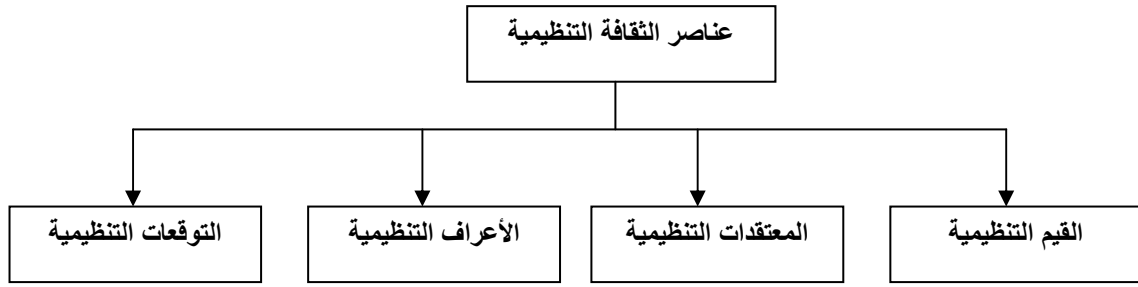 عناصر الثقافة التنظيمية
القيم التنظيمية
المعتقدات التنظيمية
الأعراف التنظيمية
التوقعات التنظيمية